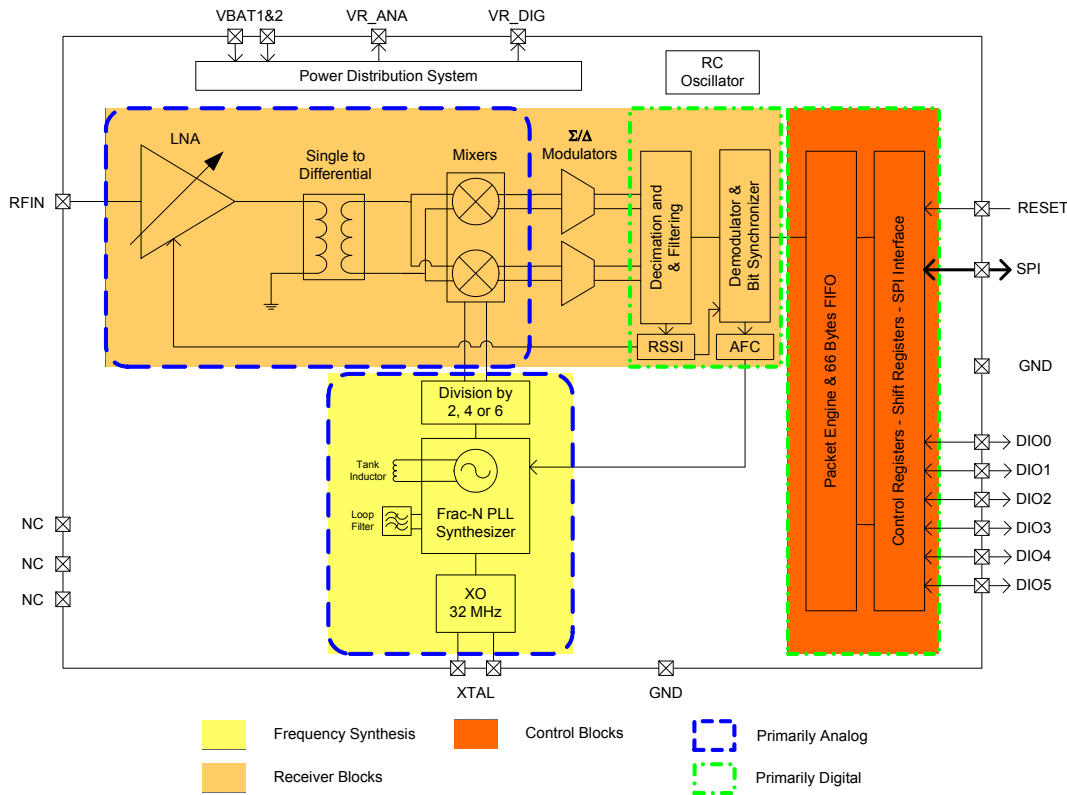 VBAT1&2
VR_ANA
VR_DIG
Power Distribution System
RC
Oscillator
LNA
Single to
Differential
Mixers
Σ/Δ
Modulators
Decimation and
& Filtering
Demodulator &
Bit Synchronizer
RSSI
AFC
Packet Engine & 66 Bytes FIFO
Control Registers - Shift Registers - SPI Interface
RFIN
RESET
SPI
GND
DIO0
DIO1
DIO2
DIO3
DIO4
DIO5
Division by
2, 4 or 6
Tank
Inductor
Loop
Filter
Frac-N PLL
Synthesizer
XO
32 MHz
NC
NC
NC
XTAL
GND
Frequency Synthesis
Control Blocks
Primarily Analog
Receiver Blocks
Primarily Digital